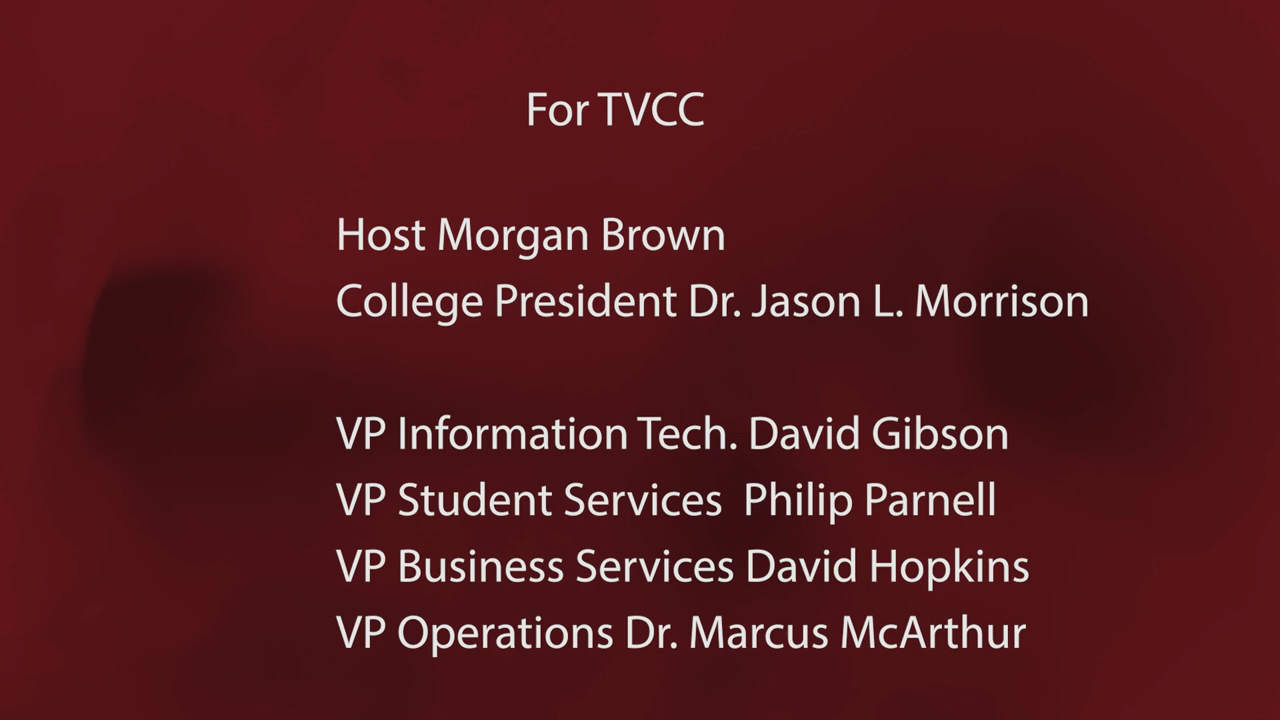 For TVCC
Host Morgan Brown
College President Dr. Jason L. Morrison
VP Information Tech. David Gibson
VP Student Services  Philip Parnell
VP Business Services David Hopkins
VP Operations Dr. Marcus McArthur